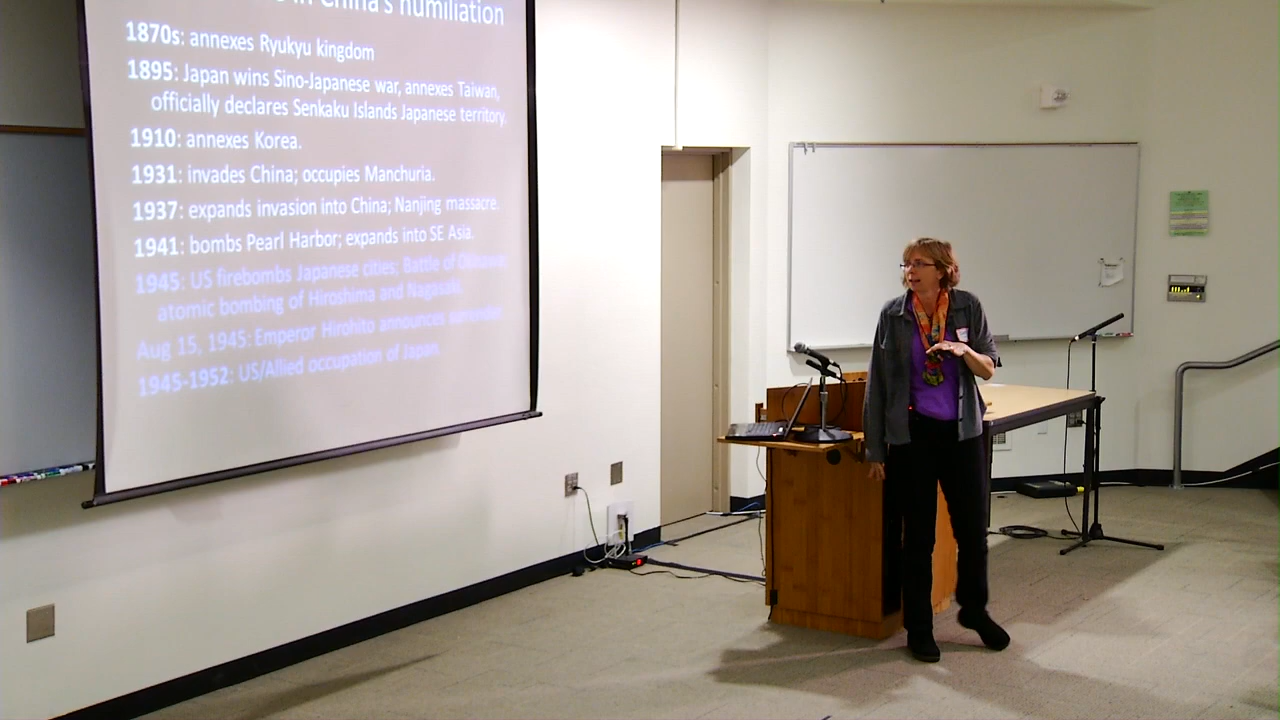 in China's humiliation
1870s: annexes Ryukyu kingdom
1895: Japan wins Sino-Japanese war, annexes Taiwan,
officially declares Senkaku Islands Japanese territory.
1910: annexes Korea.
1931: invades China; occupies Manchuria.
1937: expands invasion into China; Nanjing massacre.
1941: bombs Pearl Harbor; expands into SE Asia.
1945: US firebombs Japanese cities; Battle of Okinawa;
atomic bombing of Hiroshima and Nagasaki.
Aug 15, 1945: Emperor Hirohito announces surrender
1945-1952: US/Allied occupation of Japan.